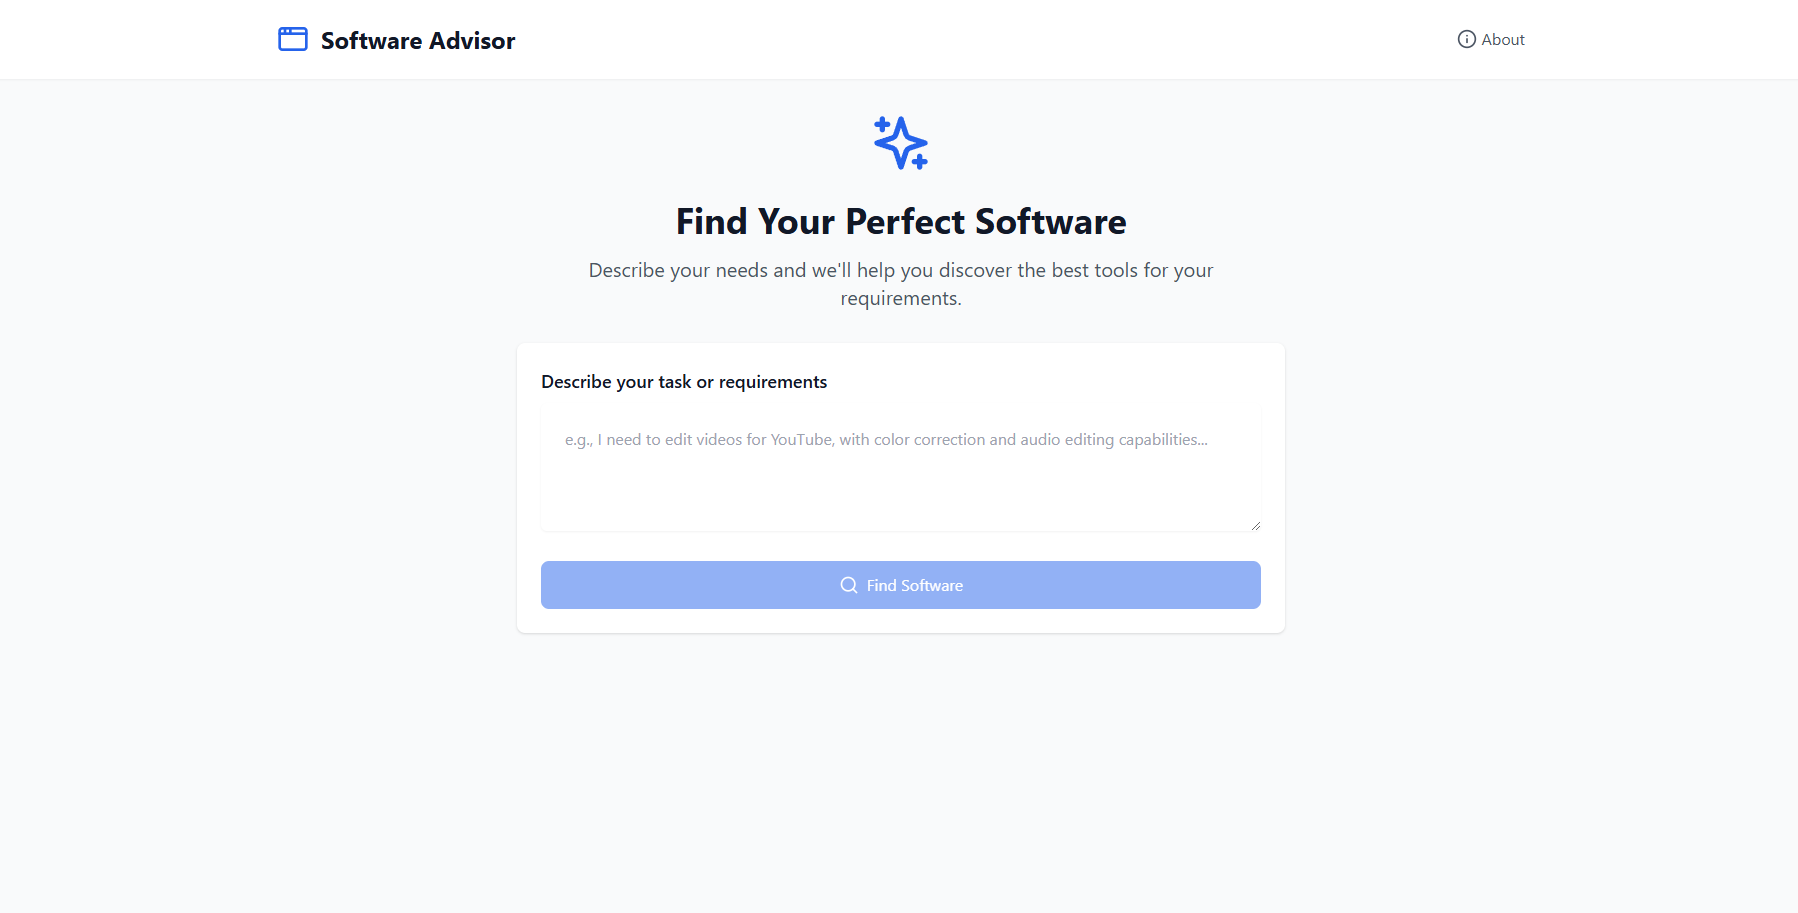 Software Advisor
About
Find Your Perfect Software
Describe your needs and we'll help you discover the best tools for your
requirements.
Describe your task or requirements
e.g., I need to edit videos for YouTube, with color correction and audio editing capabilities...
Find Software